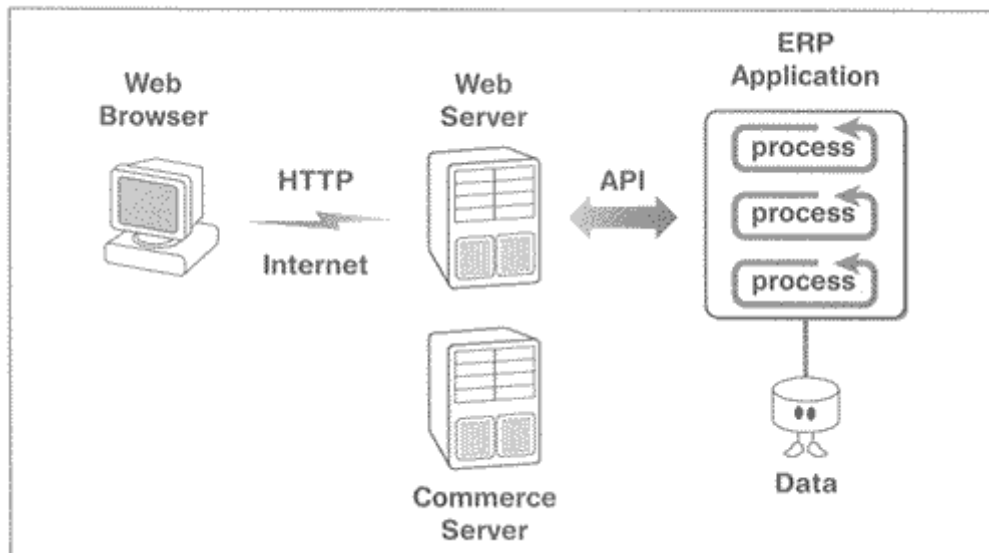 Web
Browser
HTTP
Internet
Web
Server
Commerce
Server
API
ERP
Application
process
process
process
Data